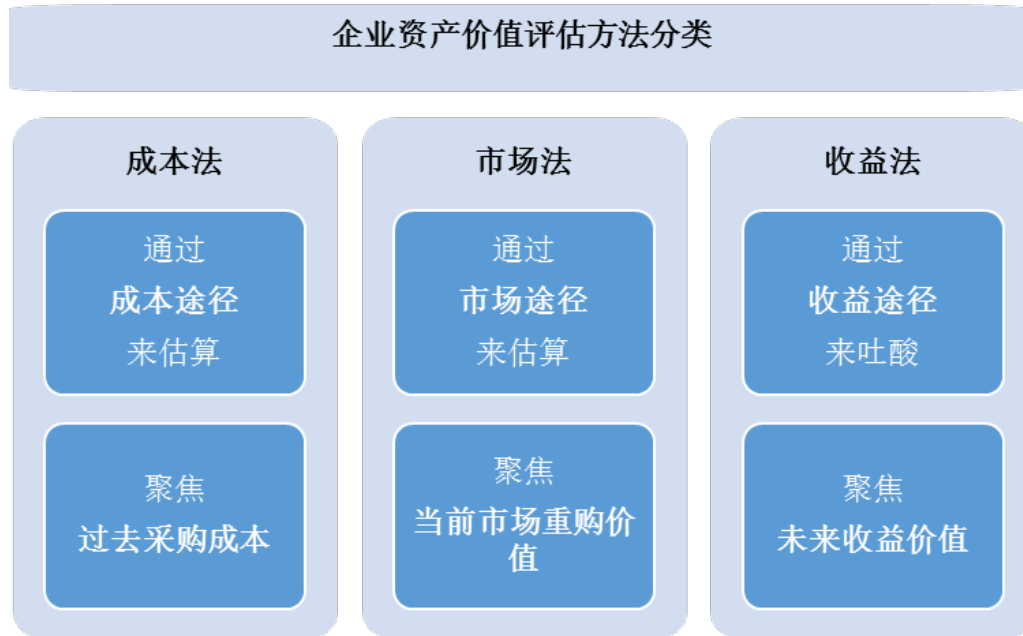 企业资产价值评估方法分类
成本法
通过
成本途径
来估算
聚焦
过去采购成本
市场法
通过
市场途径
来估算
聚焦
当前市场重购价
值
收益法
通过
收益途径
来吐酸
聚焦
未来收益价值